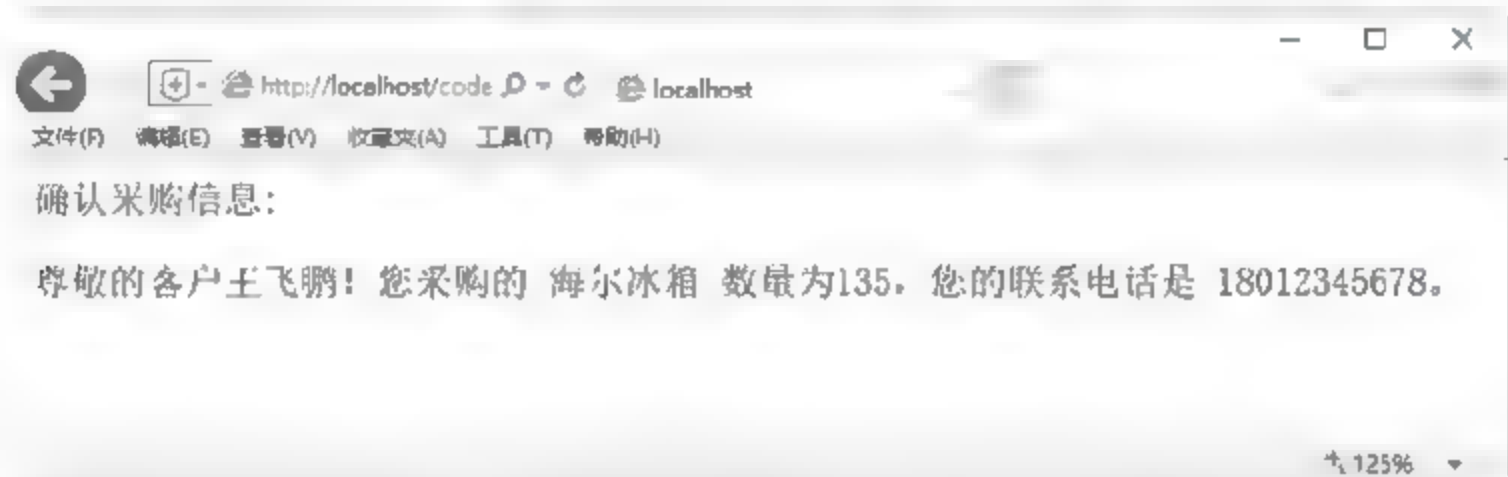 http://localhost/code localhost
文件(F) 编辑(E) 查看(V) 收藏夹(A) 工具(T) 帮助(H)
确认采购信息:
尊敬的客户王飞鹏! 您采购的 海尔冰箱 数量为135。您的联系电话是 18012345678。
125%